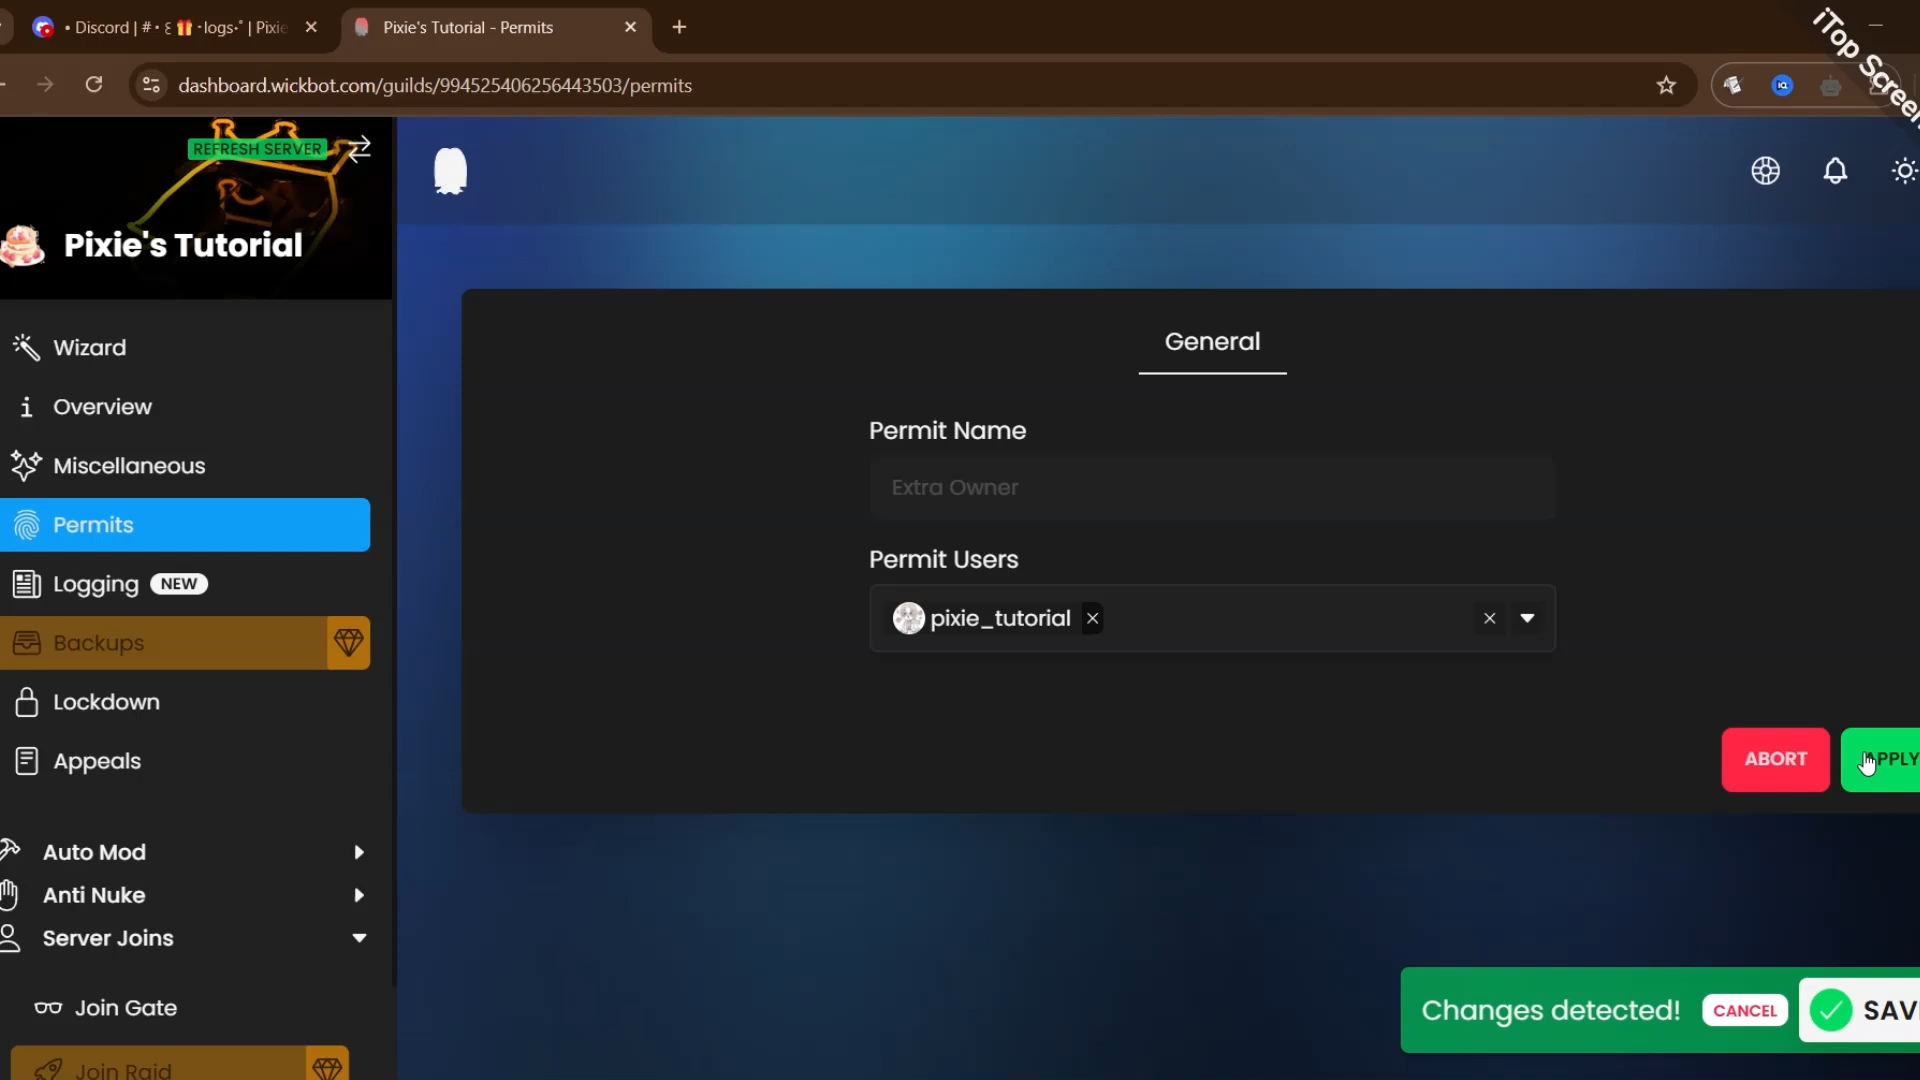 • Discord | # • ꒰🎁・logs・˚ | Pixie
Pixie's Tutorial - Permits
iTop Screen
dashboard.wickbot.com/guilds/994525406256443503/permits
REFRESH SERVER
Pixie's Tutorial
Wizard
Overview
Miscellaneous
Permits
Logging NEW
Backups
Lockdown
Appeals
Auto Mod
Anti Nuke
Server Joins
Join Gate
Join Raid
General
Permit Name
Extra Owner
Permit Users
pixie_tutorial
ABORT
APPLY
Changes detected! CANCEL SAV